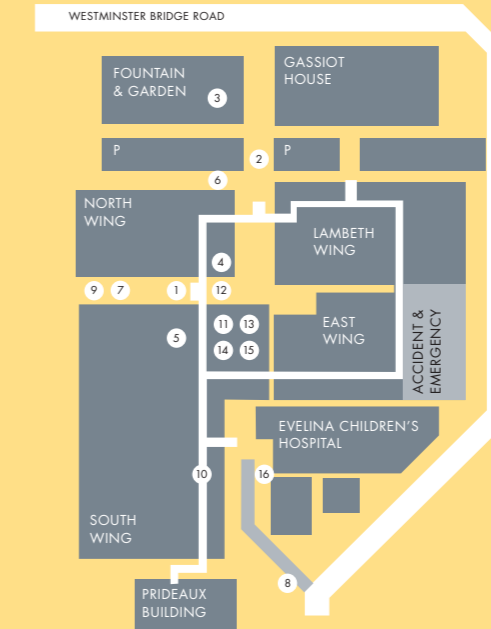 WESTMINSTER BRIDGE ROAD
FOUNTAIN
& GARDEN
3
GASSIOT
HOUSE
P
2
P
6
NORTH
WING
4
LAMBETH
WING
9
7
1
12
5
11
13
14
15
EAST
WING
ACCIDENT &
EMERGENCY
EVELINA CHILDREN'S
HOSPITAL
10
16
SOUTH
WING
8
PRIDEAUX
BUILDING